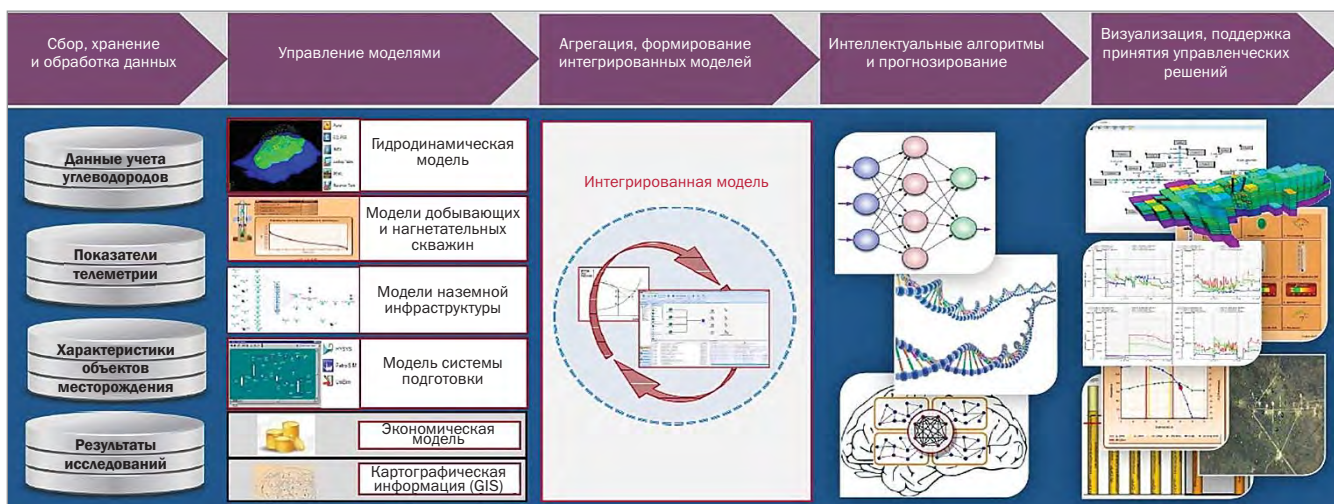 Сбор, хранение
и обработка данных
Управление моделями
Агрегация, формирование
интегрированных моделей
Интеллектуальные алгоритмы
и прогнозирование
Визуализация, поддержка
принятия управленческих
решений
Данные учета
углеводородов
Показатели
телеметрии
Характеристики
объектов
месторождения
Результаты
исследований
Гидродинамическая
модель
Модели добывающих
и нагнетательных
скважин
Модели наземной
инфраструктуры
HYSYS
Модель системы
подготовки
Экономическая
модель
Картографическая
информация (GIS)
Интегрированная модель